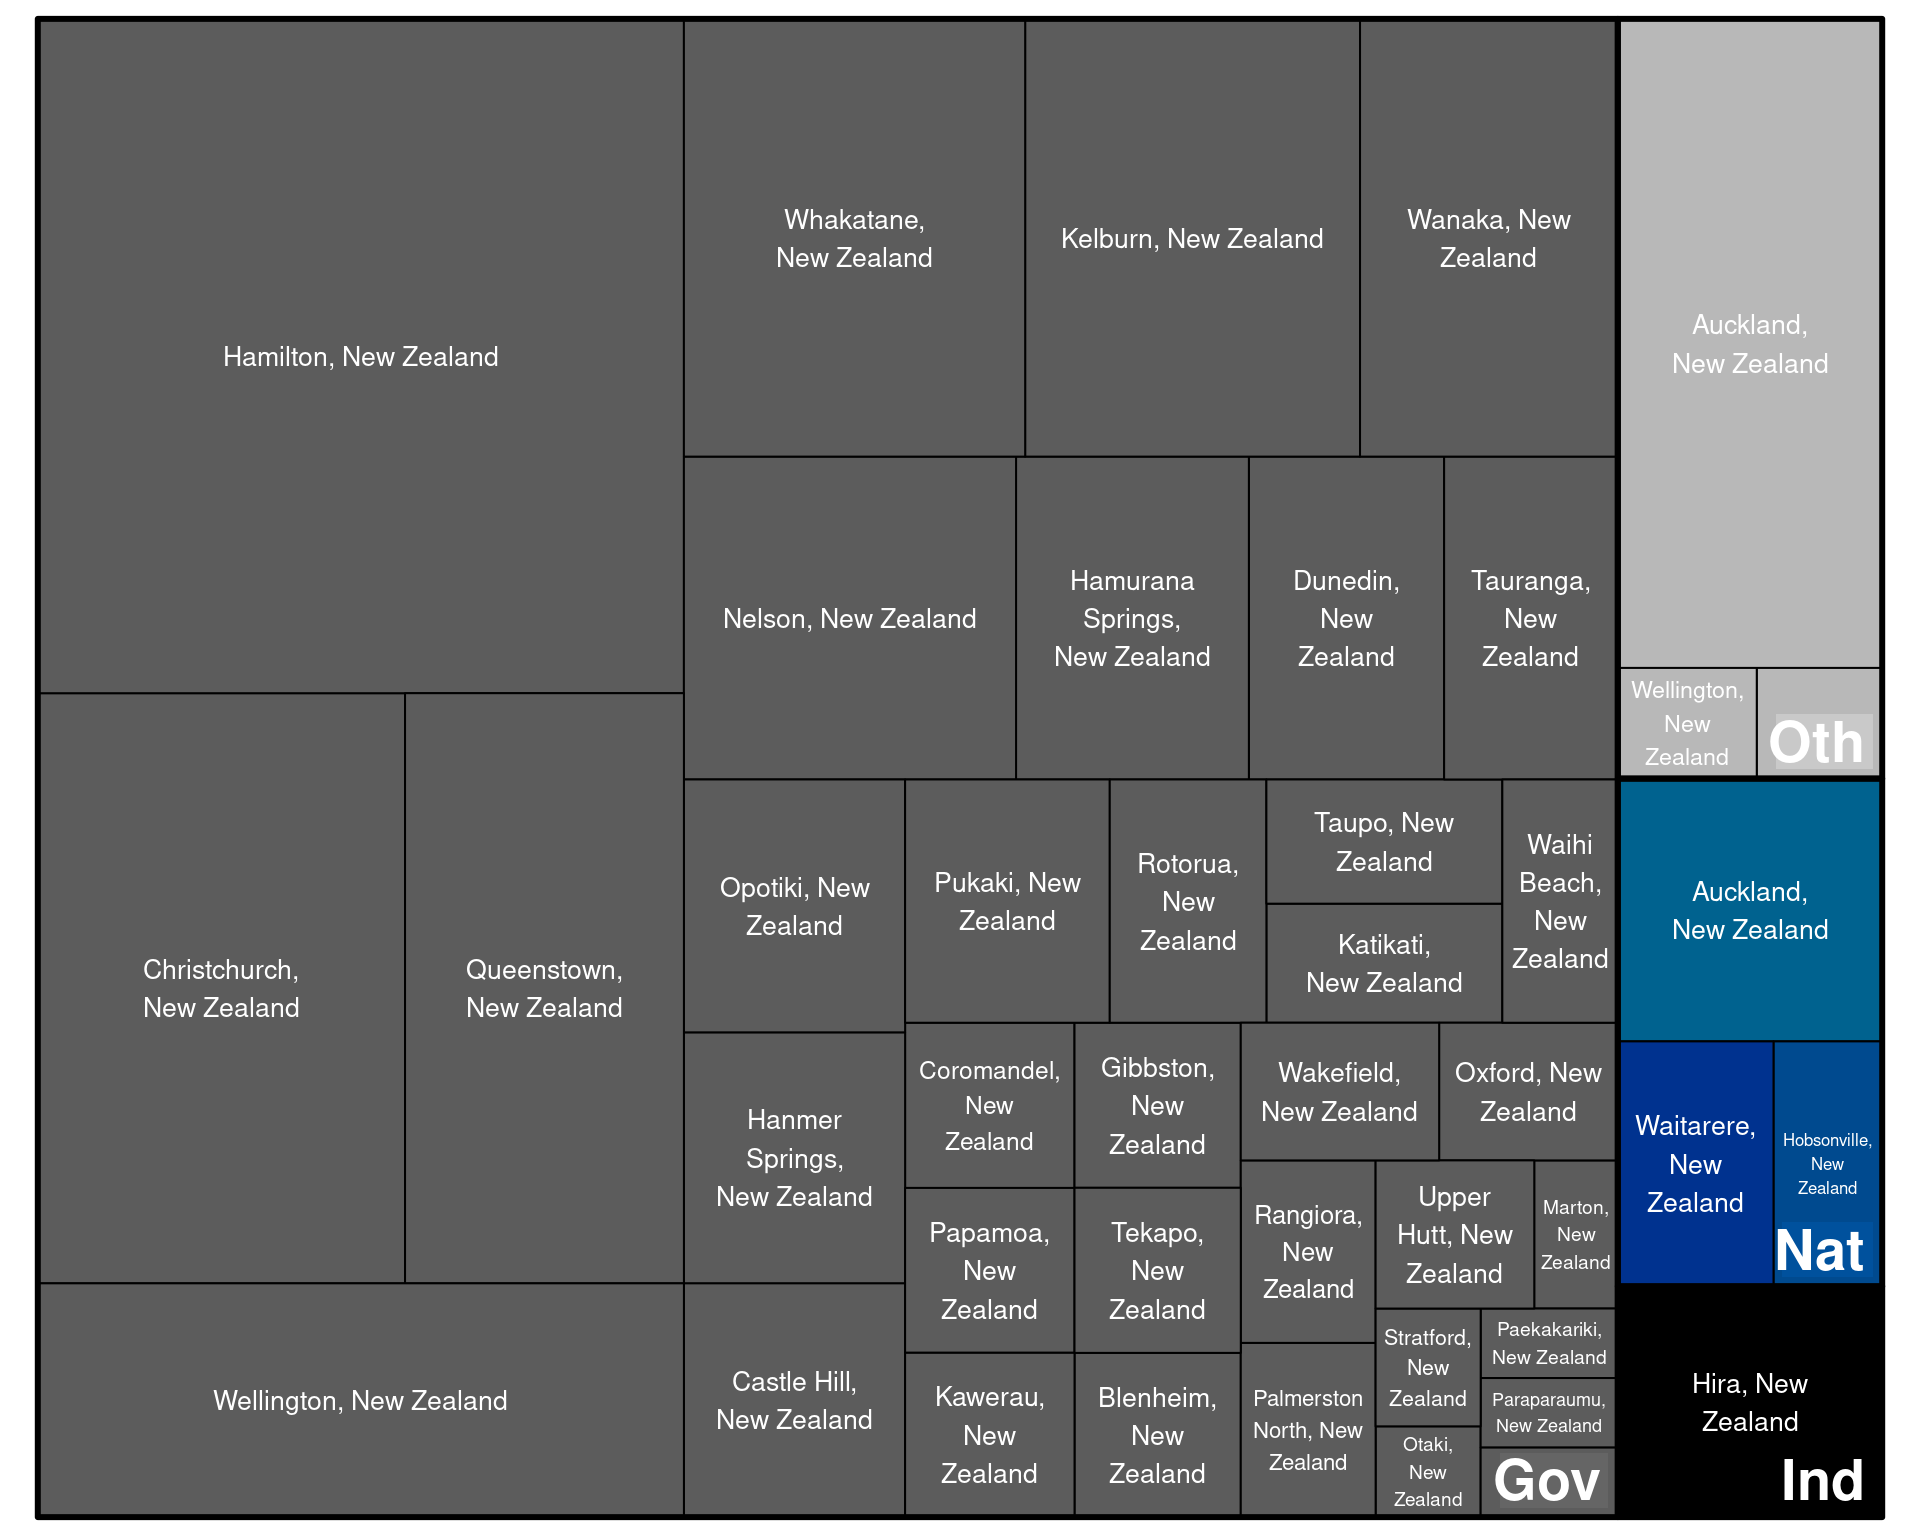 Hamilton, New Zealand
Christchurch,
New Zealand
Queenstown,
New Zealand
Wellington, New Zealand
Whakatane,
New Zealand
Kelburn, New Zealand
Wanaka, New
Zealand
Nelson, New Zealand
Hamurana
Springs,
New Zealand
Dunedin,
New
Zealand
Tauranga,
New
Zealand
Opotiki, New
Zealand
Hanmer
Springs,
New Zealand
Castle Hill,
New Zealand
Pukaki, New
Zealand
Rotorua,
New
Zealand
Taupo, New
Zealand
Katikati,
New Zealand
Waihi
Beach,
New
Zealand
Coromandel,
New
Zealand
Gibbston,
New
Zealand
Papamoa,
New
Zealand
Tekapo,
New
Zealand
Kawerau,
New
Zealand
Blenheim,
New
Zealand
Wakefield,
New Zealand
Oxford, New
Zealand
Rangiora,
New
Zealand
Palmerston
North, New
Zealand
Upper
Hutt, New
Zealand
Marton,
New
Zealand
Stratford,
New
Zealand
Otaki,
New
Zealand
Paekakariki,
New Zealand
Paraparaumu,
New Zealand
Gov
Auckland,
New Zealand
Wellington,
New
Zealand
Oth
Auckland,
New Zealand
Waitarere,
New
Zealand
Hobsonville,
New
Zealand
Nat
Hira, New
Zealand
Ind